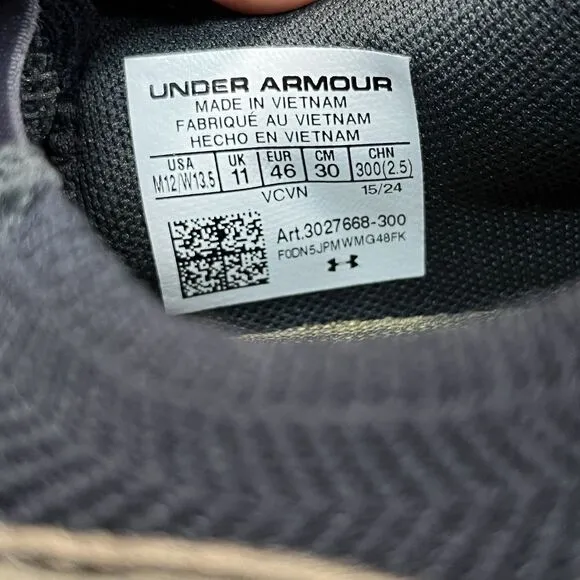 UNDER ARMOUR
MADE IN VIETNAM
FABRIQUÉ AU VIETNAM
HECHO EN VIETNAM
USA UK EUR CM CHN
M12/W13.5 11 46 30 300(2.5)
VCVN 15/24
Art.3027668-300
F0DN5JPMWMG48FK